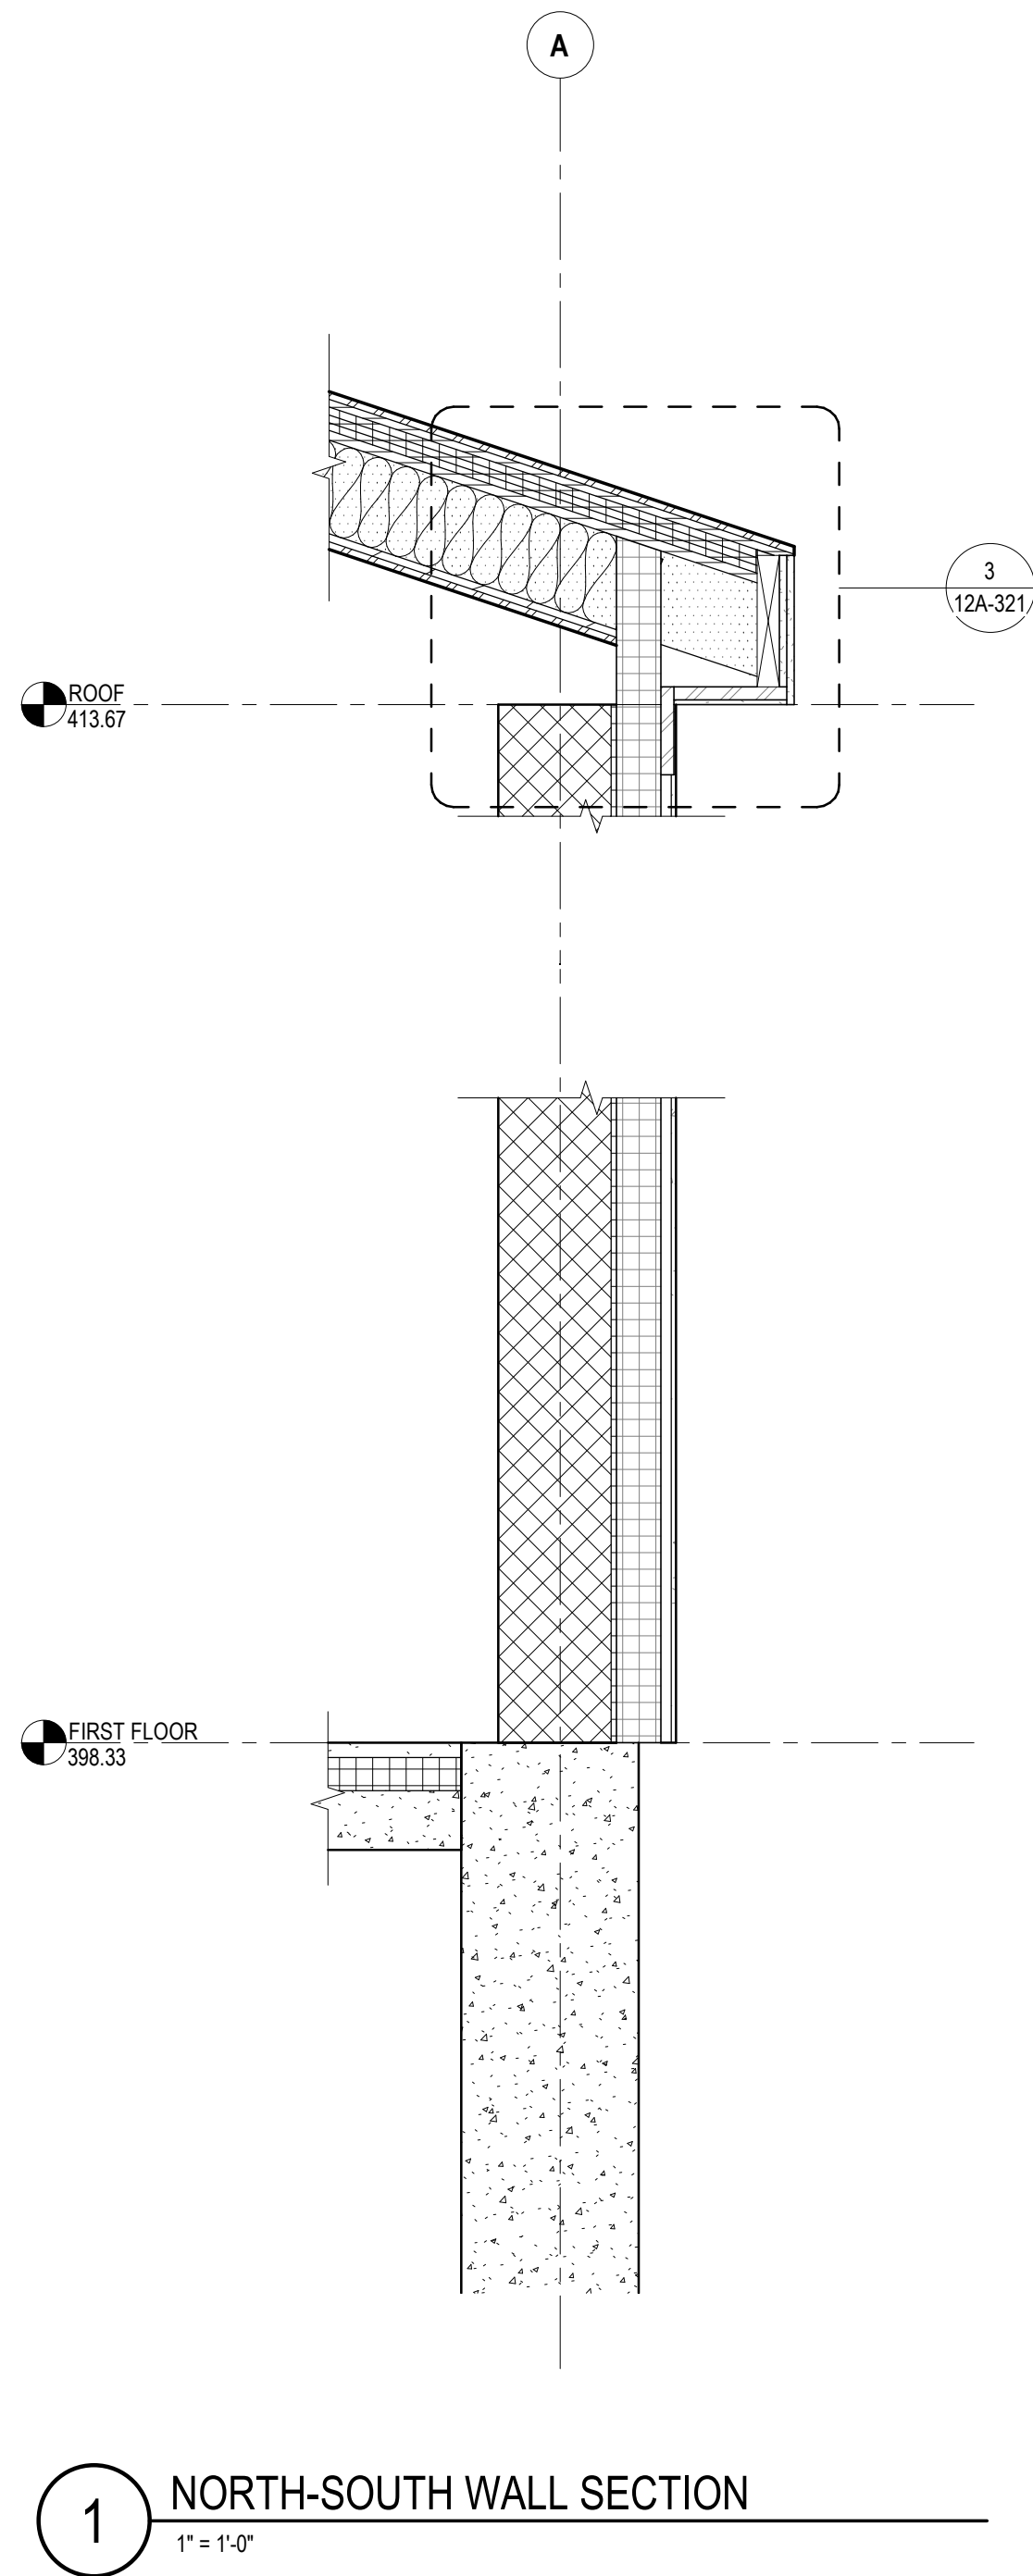 A
3
12A-321
ROOF
413.67
FIRST FLOOR
398.33
1
NORTH-SOUTH WALL SECTION
1" = 1'-0"